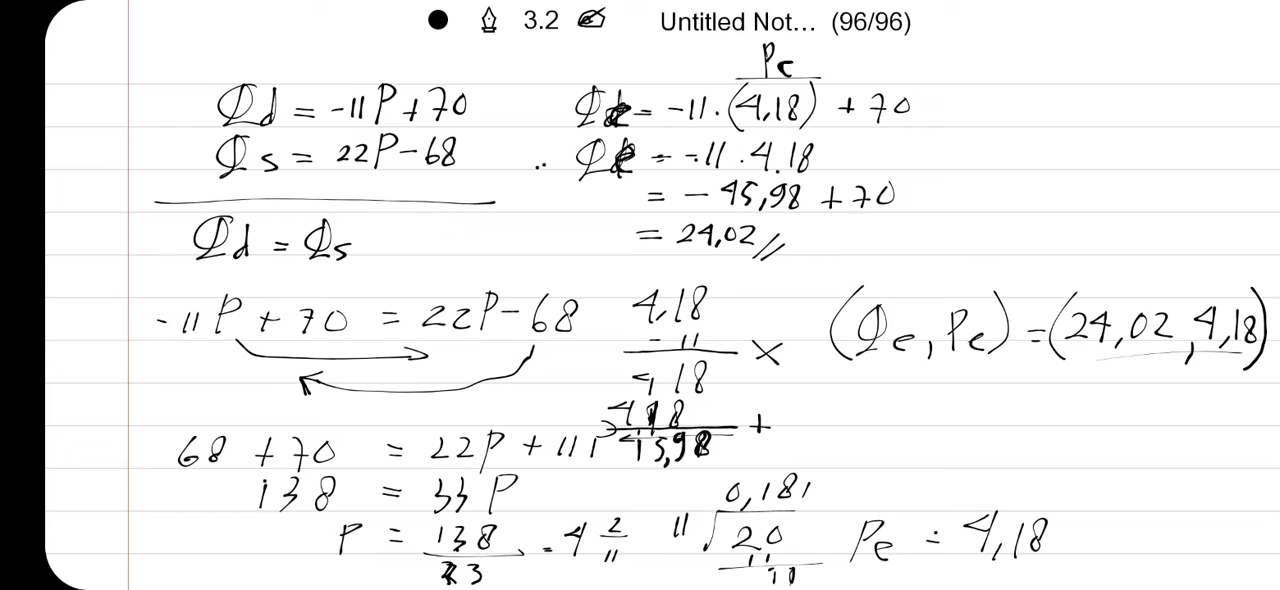 3.2 Untitled Not... (96/96)
Qd = -11P + 70
Qs = 22P - 68
Qd = Qs
-11P + 70 = 22P - 68
68 + 70 = 22P + 11P
138 = 33P
P = 138/33 = 4 2/11
Pe
= -11 . (4,18) + 70
= -11 . 4.18
= - 45,98 + 70
= 24,02 //
4,18
- 11 ×
4,18
418 +
45,98
0,181
11 √20
11
Pe = 4,18
(Qe, Pe) = (24,02, 4,18)